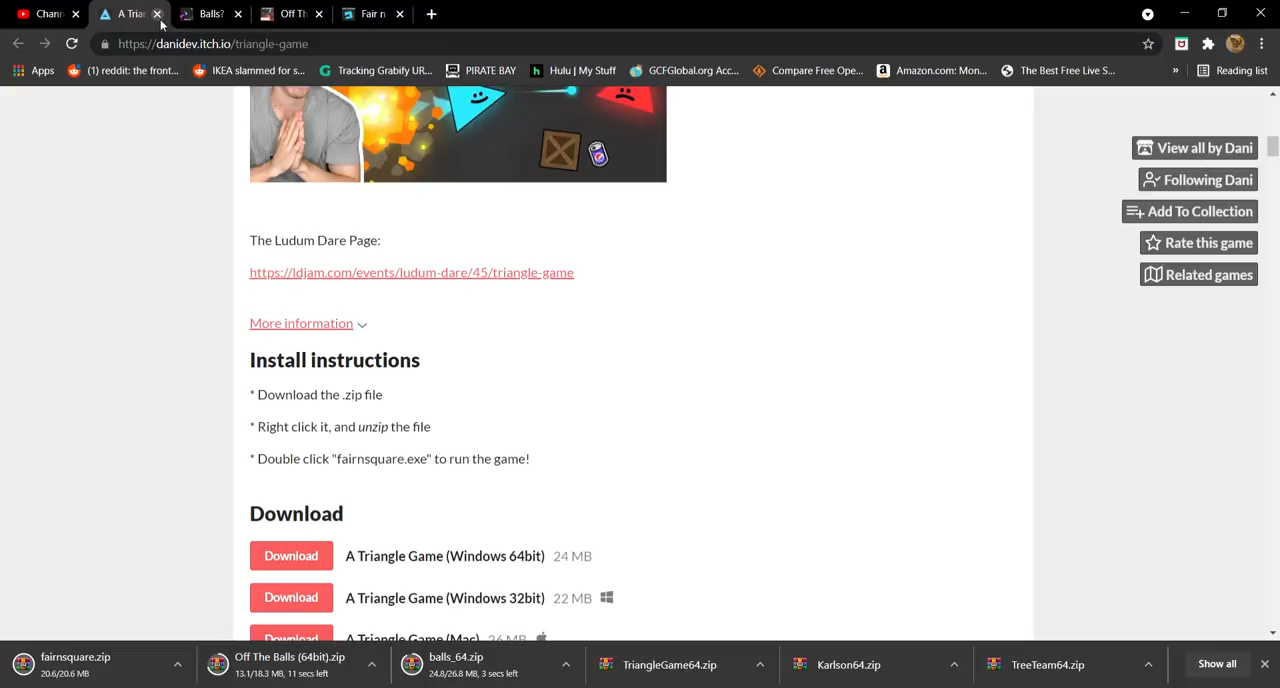 Chann
A Tria
Balls?
Off Th
Fair n
https://danidev.itch.io/triangle-game
Apps
(1) reddit: the front...
IKEA slammed for s...
Tracking Grabify UR...
PIRATE BAY
Hulu | My Stuff
GCFGlobal.org Acc...
Compare Free Ope...
Amazon.com: Mon...
The Best Free Live S...
»
Reading list
View all by Dani
Following Dani
Add To Collection
Rate this game
Related games
The Ludum Dare Page:
https://ldjam.com/events/ludum-dare/45/triangle-game
More information
Install instructions
* Download the .zip file
* Right click it, and unzip the file
* Double click "fairnsquare.exe" to run the game!
Download
Download A Triangle Game (Windows 64bit) 24 MB
Download A Triangle Game (Windows 32bit) 22 MB
Download A Triangle Game (Mac) 26 MB
fairnsquare.zip
20.6/20.6 MB
Off The Balls (64bit).zip
13.1/18.3 MB, 11 secs left
balls_64.zip
24.8/26.8 MB, 3 secs left
TriangleGame64.zip
Karlson64.zip
TreeTeam64.zip
Show all